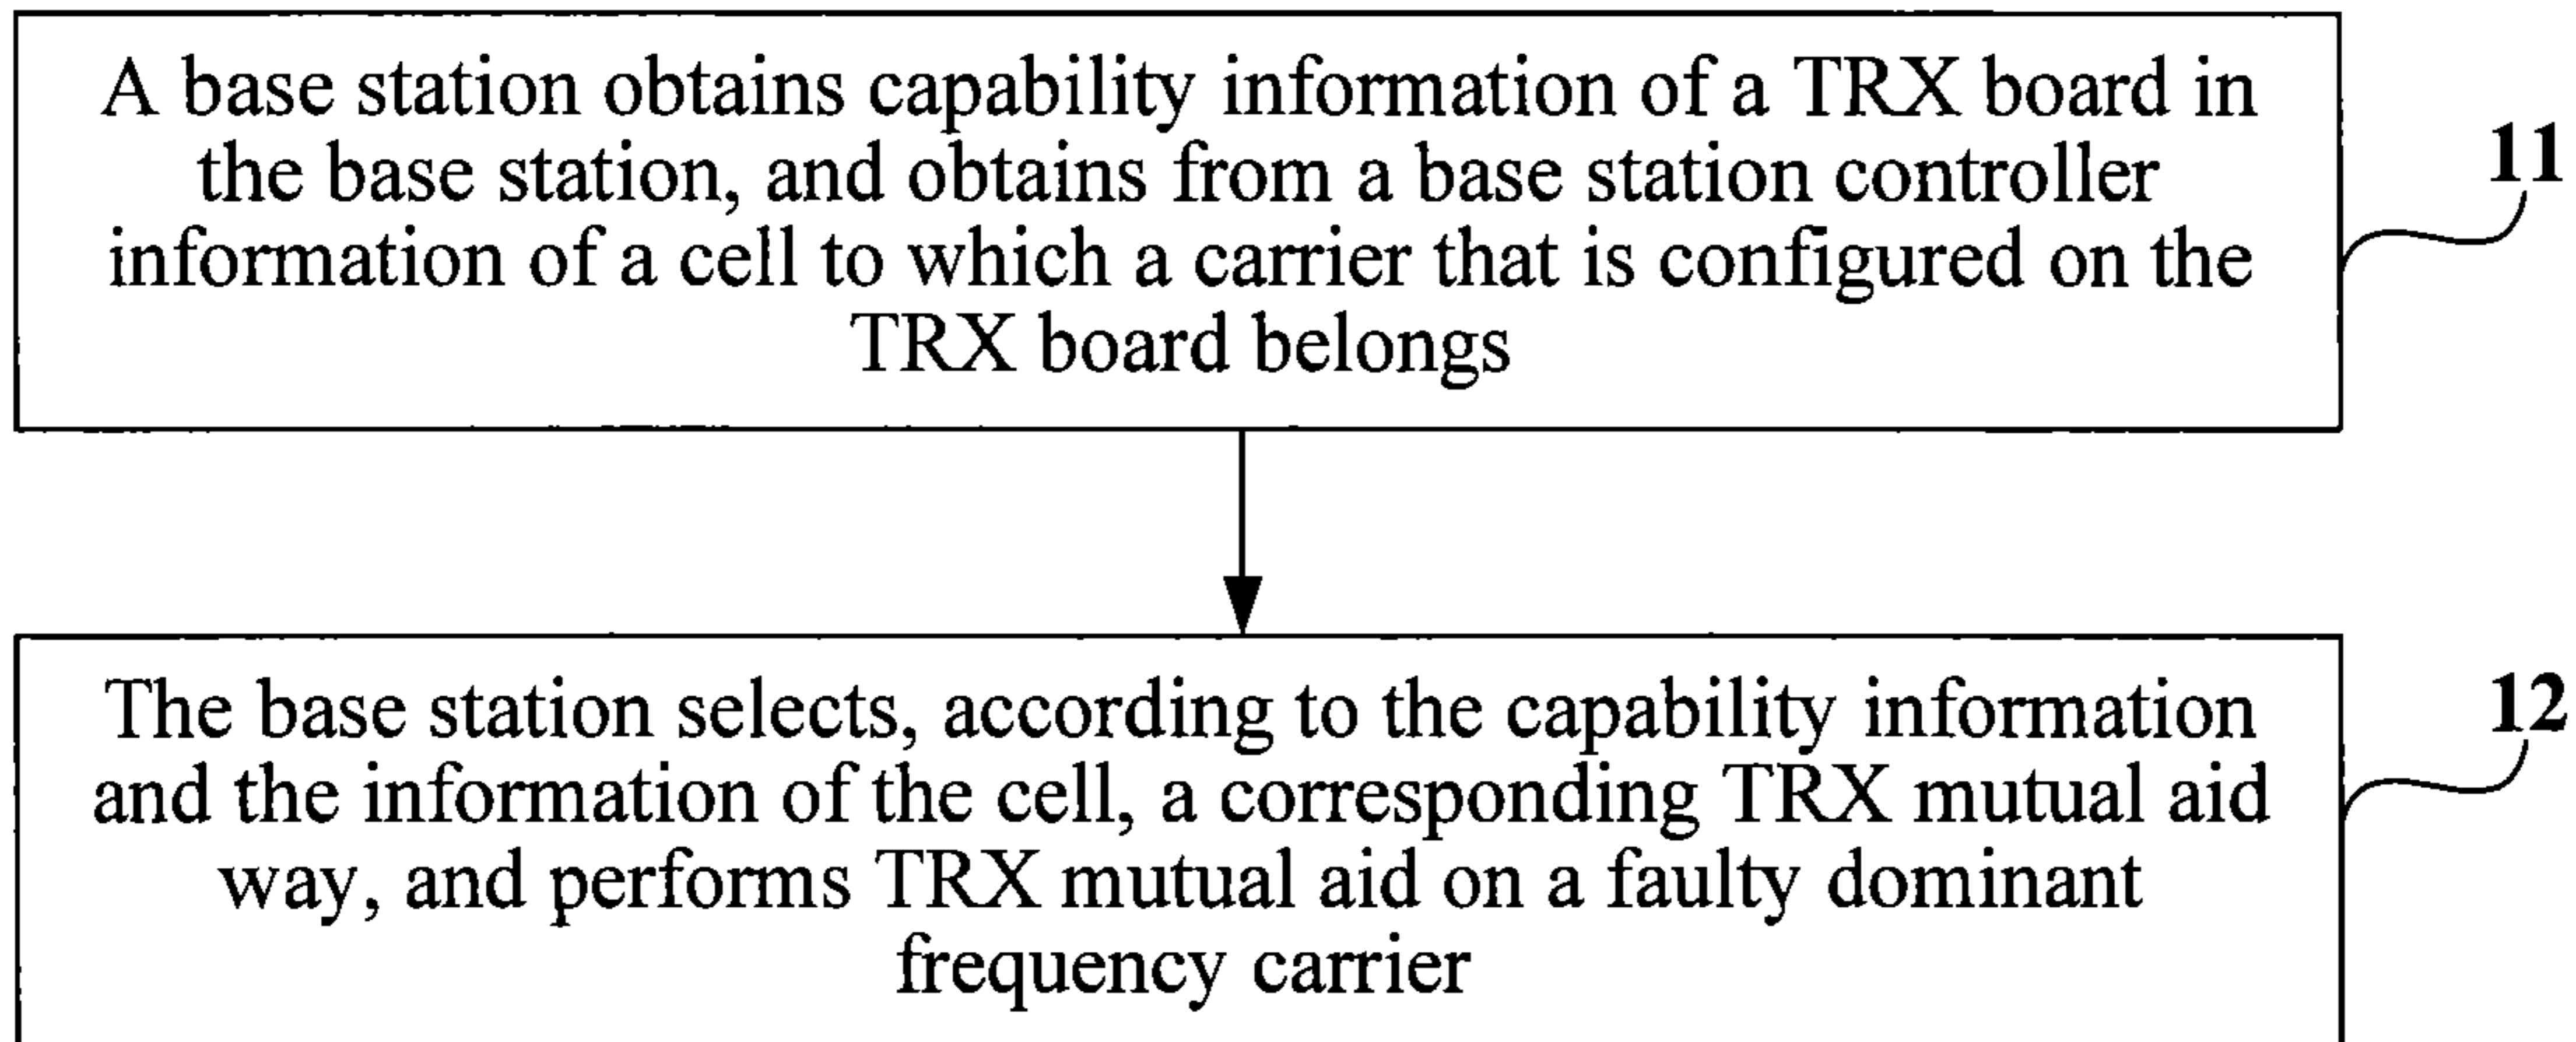 A base station obtains capability information of a TRX board in
the base station, and obtains from a base station controller
information of a cell to which a carrier that is configured on the
TRX board belongs
11
The base station selects, according to the capability information
and the information of the cell, a corresponding TRX mutual aid
way, and performs TRX mutual aid on a faulty dominant
frequency carrier
12